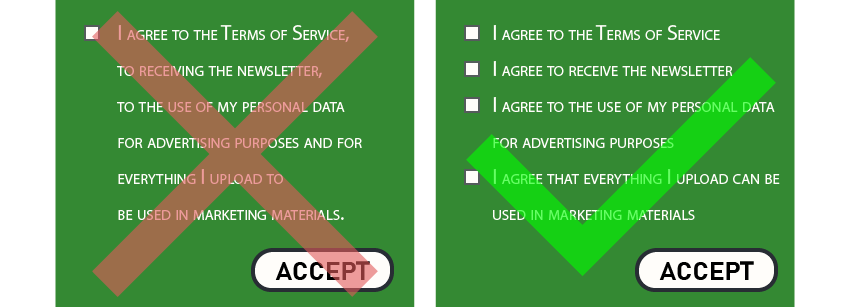 I agree to the Terms of Service,
to receiving the newsletter,
to the use of my personal data
for advertising purposes and for
everything I upload to
be used in marketing materials.
ACCEPT
I agree to the Terms of Service
I agree to receive the newsletter
I agree to the use of my personal data
for advertising purposes
I agree that everything I upload can be
used in marketing materials
ACCEPT